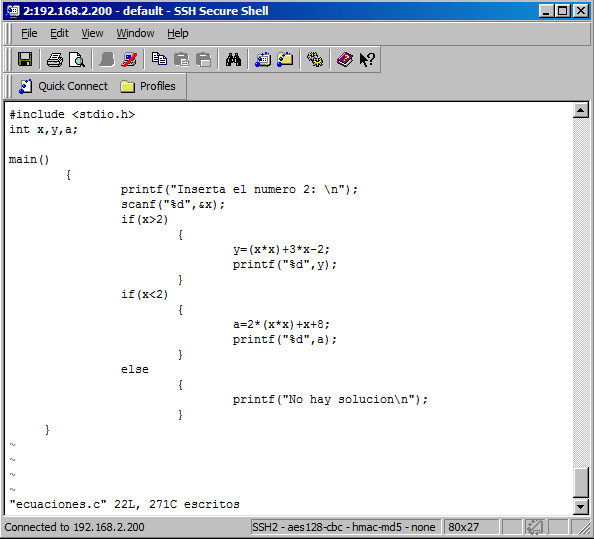 2:192.168.2.200 - default - SSH Secure Shell
File Edit View Window Help
Quick Connect Profiles
#include <stdio.h>
int x,y,a;
main()
{
printf("Inserta el numero 2: \n");
scanf("%d",&x);
if(x>2)
{
y=(x*x)+3*x-2;
printf("%d",y);
}
if(x<2)
{
a=2*(x*x)+x+8;
printf("%d",a);
}
else
{
printf("No hay solucion\n");
}
}
~
~
~
~
"ecuaciones.c" 22L, 271C escritos
Connected to 192.168.2.200 SSH2 - aes128-cbc - hmac-md5 - none 80x27